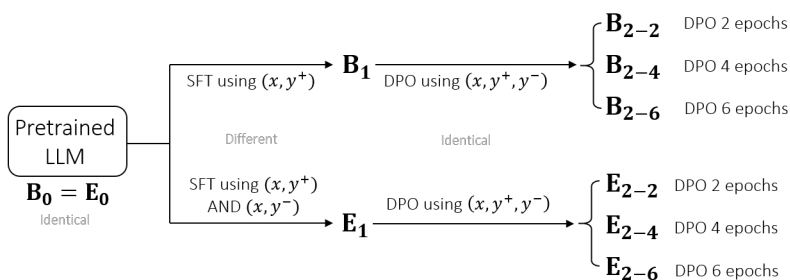 B₂₋₂ DPO 2 epochs
B₁ B₂₋₄ DPO 4 epochs
SFT using (x, y⁺) DPO using (x, y⁺, y⁻)
B₂₋₆ DPO 6 epochs
Pretrained
LLM
Different Identical
B₀ = E₀
Identical
SFT using (x, y⁺)
AND (x, y⁻)
E₁
DPO using (x, y⁺, y⁻)
E₂₋₂ DPO 2 epochs
E₂₋₄ DPO 4 epochs
E₂₋₆ DPO 6 epochs